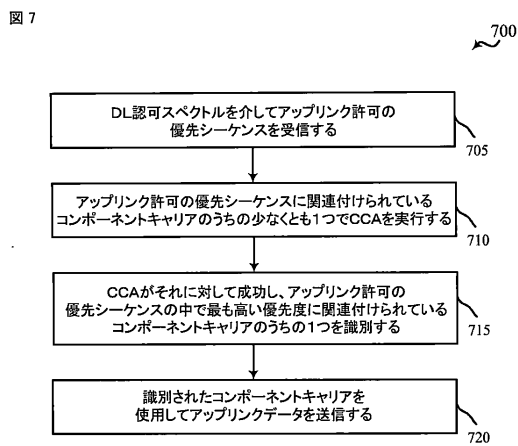 図7
700
DL認可スペクトルを介してアップリンク許可の
優先シーケンスを受信する
705
アップリンク許可の優先シーケンスに関連付けられている
コンポーネントキャリアのうちの少なくとも1つでCCAを実行する
710
CCAがそれに対して成功し、アップリンク許可の
優先シーケンスの中で最も高い優先度に関連付けられている
コンポーネントキャリアのうちの1つを識別する
715
識別されたコンポーネントキャリアを
使用してアップリンクデータを送信する
720